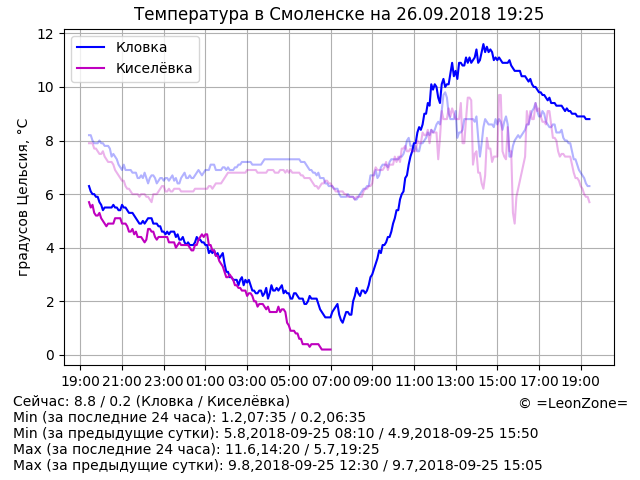 Температура в Смоленске на 26.09.2018 19:25
Кловка
Киселёвка
градусов Цельсия, °C
12
10
8
6
4
2
0
19:00 21:00 23:00 01:00 03:00 05:00 07:00 09:00 11:00 13:00 15:00 17:00 19:00
Сейчас: 8.8 / 0.2 (Кловка / Киселёвка)
© =LeonZone=
Min (за последние 24 часа): 1.2,07:35 / 0.2,06:35
Min (за предыдущие сутки): 5.8,2018-09-25 08:10 / 4.9,2018-09-25 15:50
Max (за последние 24 часа): 11.6,14:20 / 5.7,19:25
Max (за предыдущие сутки): 9.8,2018-09-25 12:30 / 9.7,2018-09-25 15:05